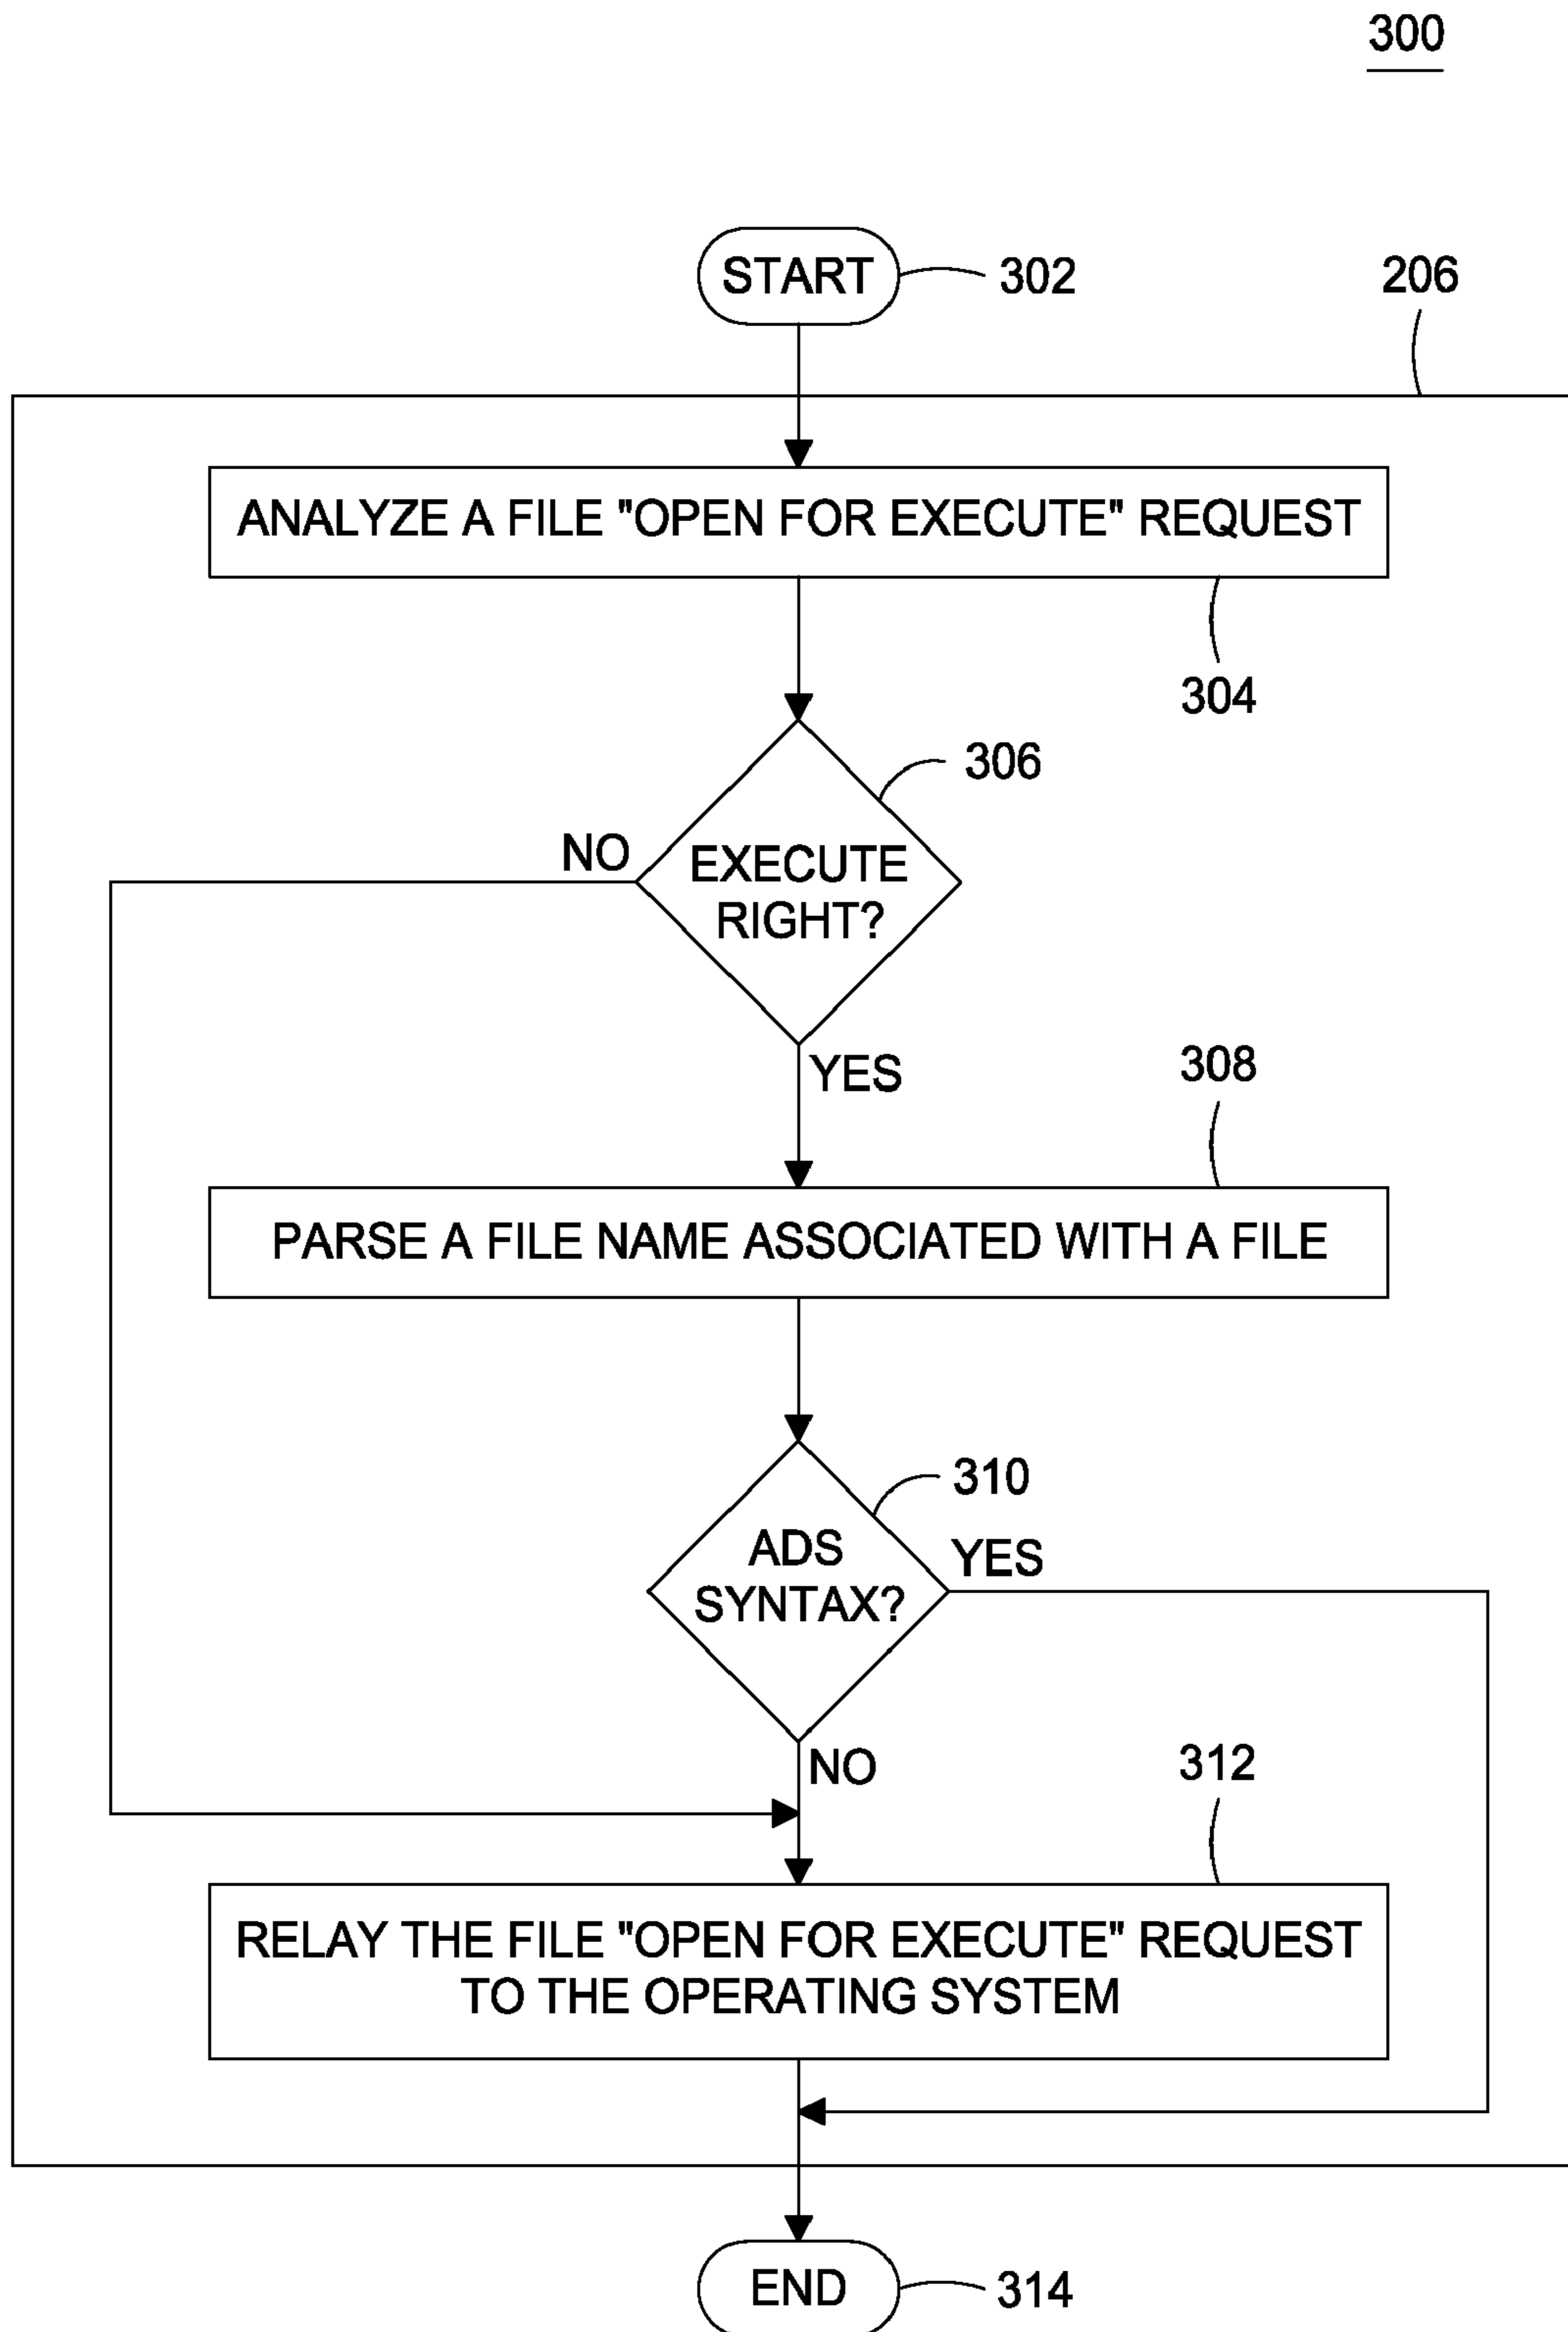 300
START
302
206
ANALYZE A FILE "OPEN FOR EXECUTE" REQUEST
304
306
NO
EXECUTE
RIGHT?
YES
308
PARSE A FILE NAME ASSOCIATED WITH A FILE
310
ADS
SYNTAX?
YES
NO
312
RELAY THE FILE "OPEN FOR EXECUTE" REQUEST
TO THE OPERATING SYSTEM
END
314